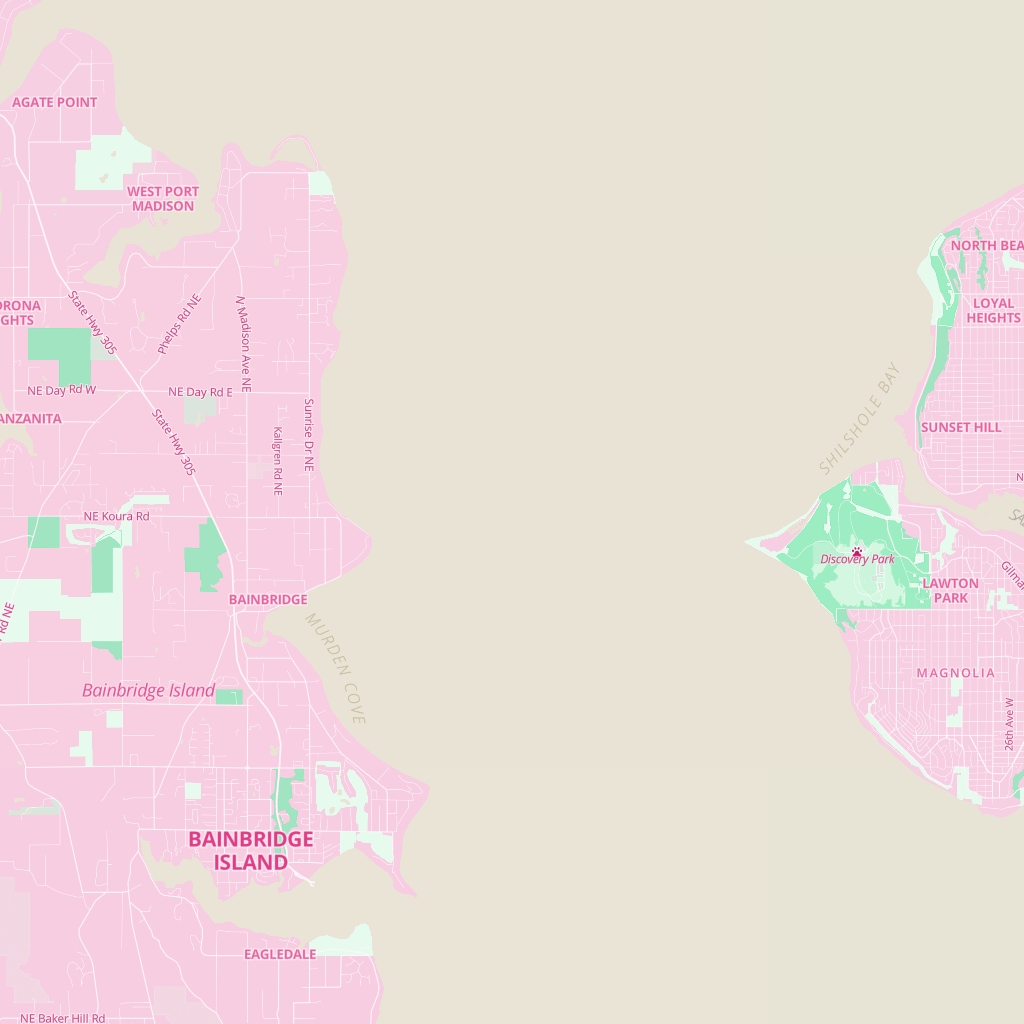 AGATE POINT
WEST PORT
MADISON
NORTH BEA
ORONA
GHTS
State Hwy 305
Phelps Rd NE
N Madison Ave NE
LOYAL
HEIGHTS
NE Day Rd W
NE Day Rd E
ANZANITA
State Hwy 305
Kallgren Rd NE
Sunrise Dr NE
SHILSHOLE BAY
SUNSET HILL
N
NE Koura Rd
SA
Discovery Park
Gilma
LAWTON
PARK
BAINBRIDGE
Rd NE
MURDEN COVE
MAGNOLIA
Bainbridge Island
26th Ave W
BAINBRIDGE
ISLAND
EAGLEDALE
NE Baker Hill Rd